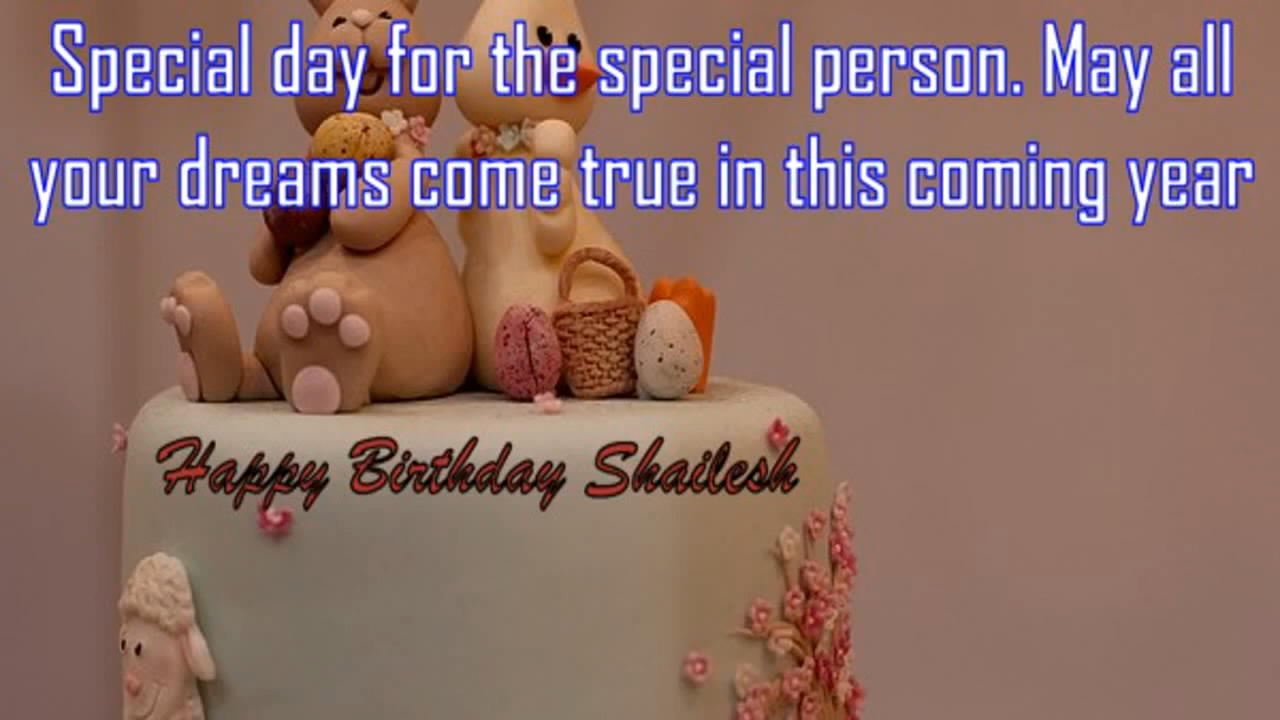 Special day for the special person. May all
your dreams come true in this coming year
Happy Birthday Shailesh